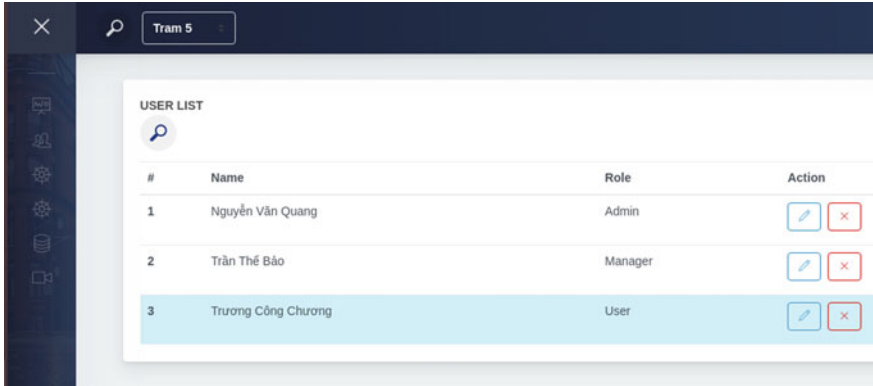 Tram 5
USER LIST
# Name Role Action
1 Nguyễn Văn Quang Admin
2 Trần Thế Bảo Manager
3 Trương Công Chương User